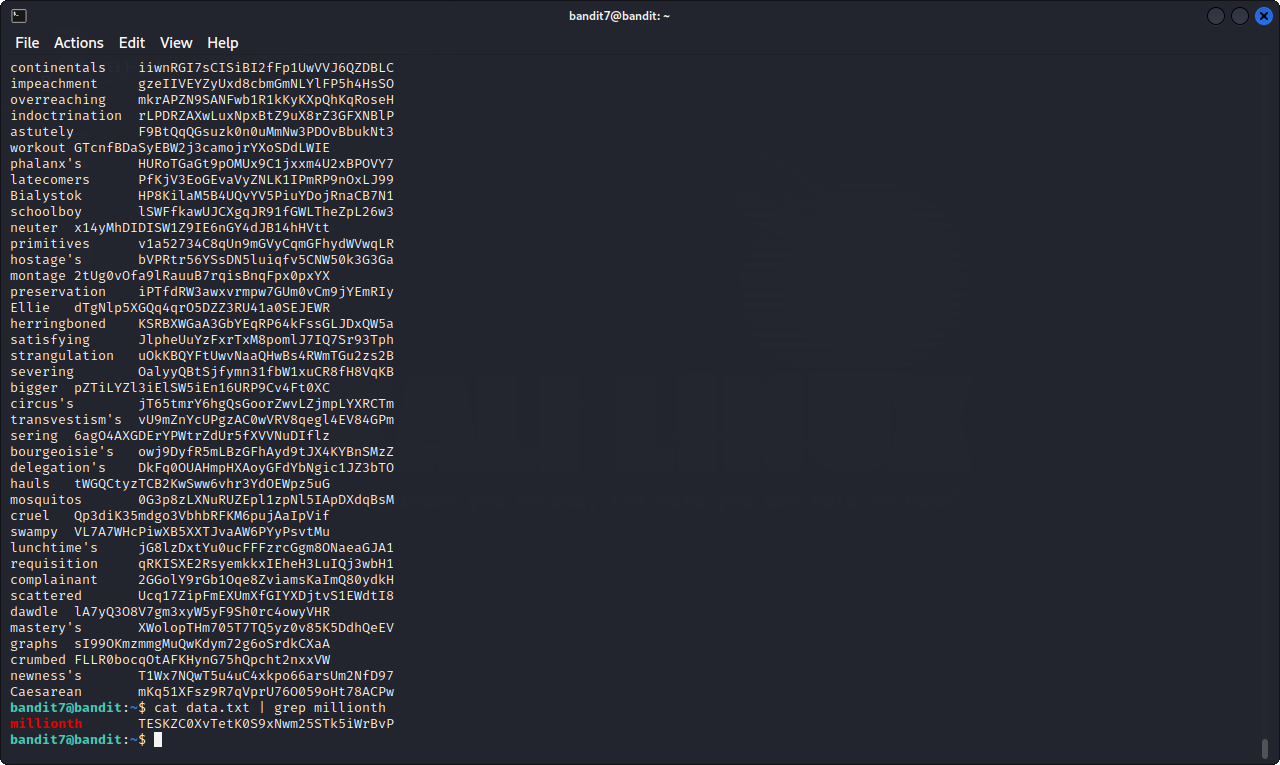 bandit7@bandit: ~
File Actions Edit View Help
continentals iiwnRGI7sCISiBI2fFp1UwVVJ6QZDBLC
impeachment gzeIIVEYZyUxd8cbmGmNLYlFP5h4HsSO
overreaching mkrAPZN9SANFwb1R1kKyKXpQhKqRoseH
indoctrination rLPDRZAXwLuxNpxBtZ9uX8rZ3GFXNBlP
astutely F9BtQqQGsuzk0n0uMmNw3PDOvBbukNt3
workout GTcnfBDaSyEBW2j3camojrYXoSDdLWIE
phalanx's HURoTGaGt9pOMUx9C1jxxm4U2xBPOVY7
latecomers PfKjV3EoGEvaVyZNLK1IPmRP9nOxLJ99
Bialystok HP8KilaM5B4UQvYV5PiuYDojRnaCB7N1
schoolboy lSWFfkawUJCXgqJR91fGWLTheZpL26w3
neuter x14yMhDIDISW1Z9IE6nGY4dJB14hHVtt
primitives v1a52734C8qUn9mGVyCqmGFhydWVwqLR
hostage's bVPRtr56YSsDN5luiqfv5CNW50k3G3Ga
montage 2tUg0vOfa9lRauuB7rqisBnqFpx0pxYX
preservation iPTfdRW3awxvrmpw7GUm0vCm9jYEmRIy
Ellie dTgNlp5XGQq4qrO5DZZ3RU41a0SEJEWR
herringboned KSRBXWGaA3GbYEqRP64kFssGLJDxQW5a
satisfying JlpheUuYzFxrTxM8pomlJ7IQ7Sr93Tph
strangulation uOkKBQYFtUwvNaaQHwBs4RWmTGu2zs2B
severing OalyyQBtSjfymn31fbW1xuCR8fH8VqKB
bigger pZTiLYZl3iElSW5iEn16URP9Cv4Ft0XC
circus's jT65tmrY6hgQsGoorZwvLZjmpLYXRCTm
transvestism's vU9mZnYcUPgzAC0wVRV8qegl4EV84GPm
sering 6agO4AXGDErYPWtrZdUr5fXVVNuDIflz
bourgeoisie's owj9DyfR5mLBzGFhAyd9tJX4KYBnSMzZ
delegation's DkFq0OUAHmpHXAoyGFdYbNgic1JZ3bTO
hauls tWGQCtyzTCB2KwSww6vhr3YdOEWpz5uG
mosquitos 0G3p8zLXNuRUZEpl1zpNl5IApDXdqBsM
cruel Qp3diK35mdgo3VbhbRFKM6pujAaIpVif
swampy VL7A7WHcPiwXB5XXTJvaAW6PYyPsvtMu
lunchtime's jG8lzDxtYu0ucFFFzrcGgm8ONaeaGJA1
requisition qRKISXE2RsyemkkxIEheH3LuIQj3wbH1
complainant 2GGolY9rGb1Oqe8ZviamsKaImQ80ydkH
scattered Ucq17ZipFmEXUmXfGIYXDjtvS1EWdtI8
dawdle lA7yQ3O8V7gm3xyW5yF9Sh0rc4owyVHR
mastery's XWolopTHm705T7TQ5yz0v85K5DdhQeEV
graphs sI99OKmzmmgMuQwKdym72g6oSrdkCXaA
crumbed FLLR0bocqOtAFKHynG75hQpcht2nxxVW
newness's T1Wx7NQwT5u4uC4xkpo66arsUm2NfD97
Caesarean mKq51XFsz9R7qVprU76O059oHt78ACPw
bandit7@bandit:~$ cat data.txt | grep millionth
millionth TESKZC0XvTetK0S9xNwm25STk5iWrBvP
bandit7@bandit:~$